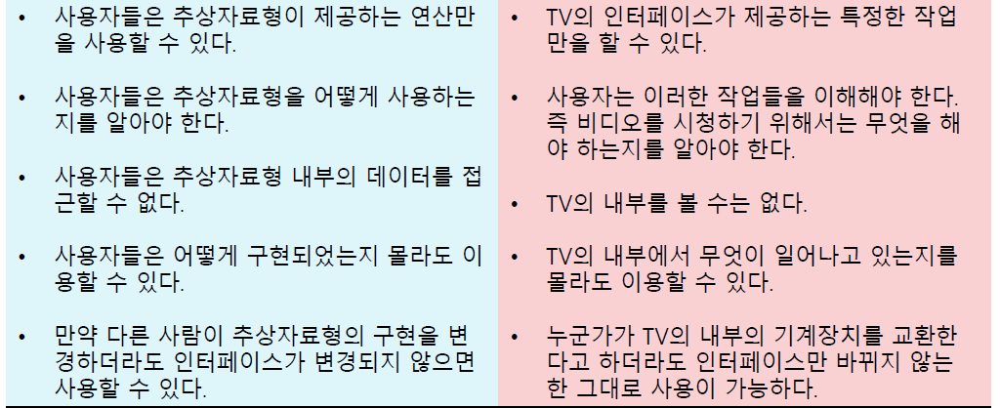 • 사용자들은 추상자료형이 제공하는 연산만
을 사용할 수 있다.
• 사용자들은 추상자료형을 어떻게 사용하는
지를 알아야 한다.
• 사용자들은 추상자료형 내부의 데이터를 접
근할 수 없다.
• 사용자들은 어떻게 구현되었는지 몰라도 이
용할 수 있다.
• 만약 다른 사람이 추상자료형의 구현을 변
경하더라도 인터페이스가 변경되지 않으면
사용할 수 있다.
• TV의 인터페이스가 제공하는 특정한 작업
만을 할 수 있다.
• 사용자는 이러한 작업들을 이해해야 한다.
즉 비디오를 시청하기 위해서는 무엇을 해
야 하는지를 알아야 한다.
• TV의 내부를 볼 수는 없다.
• TV의 내부에서 무엇이 일어나고 있는지를
몰라도 이용할 수 있다.
• 누군가가 TV의 내부의 기계장치를 교환한
다고 하더라도 인터페이스만 바뀌지 않는
한 그대로 사용이 가능하다.